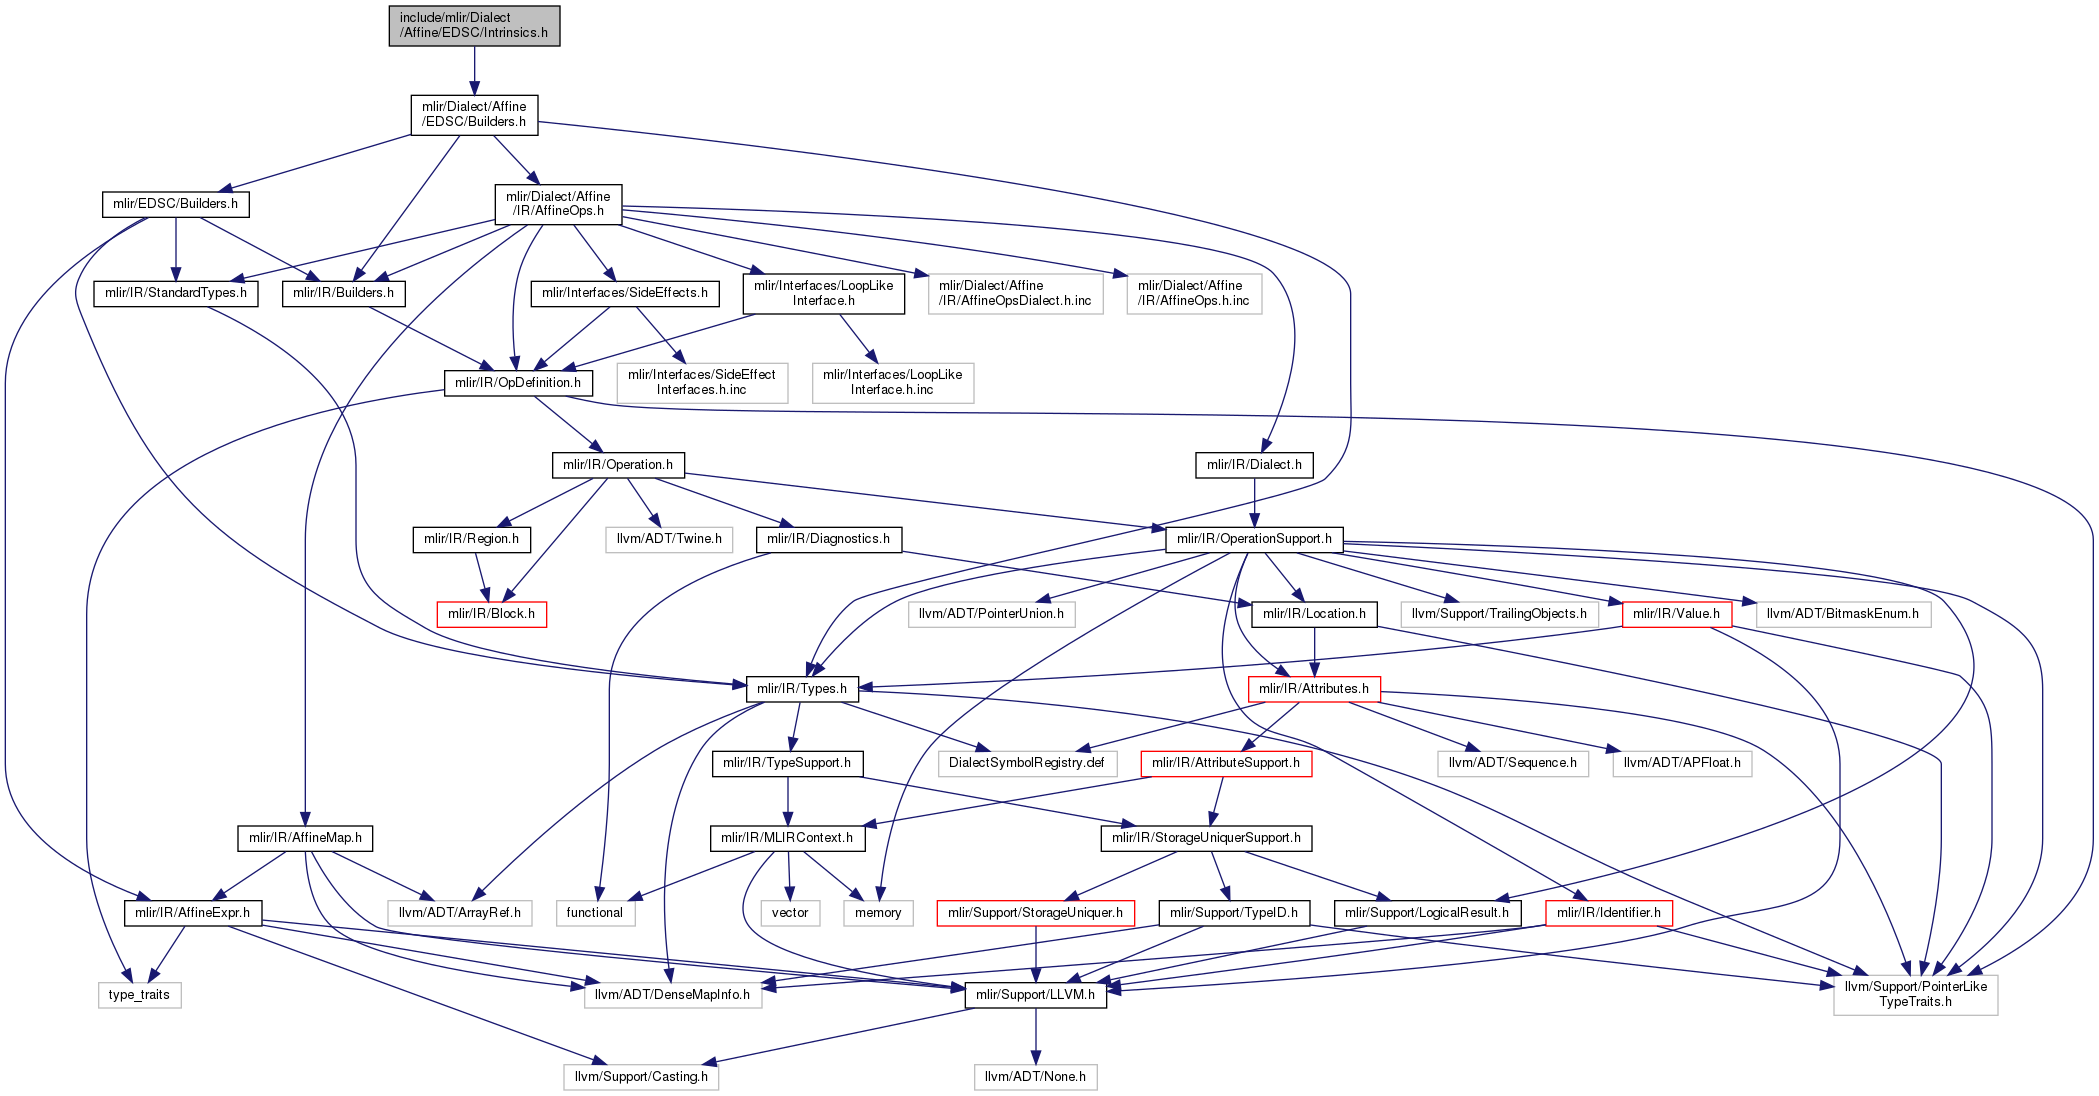 include/mlir/Dialect
/Affine/EDSC/Intrinsics.h
mlir/Dialect/Affine
/EDSC/Builders.h
mlir/EDSC/Builders.h
mlir/Dialect/Affine
/IR/AffineOps.h
mlir/IR/StandardTypes.h
mlir/IR/Builders.h
mlir/Interfaces/SideEffects.h
mlir/Interfaces/LoopLike
Interface.h
mlir/Dialect/Affine
/IR/AffineOpsDialect.h.inc
mlir/Dialect/Affine
/IR/AffineOps.h.inc
mlir/IR/OpDefinition.h
mlir/Interfaces/SideEffect
Interfaces.h.inc
mlir/Interfaces/LoopLike
Interface.h.inc
mlir/IR/Operation.h
mlir/IR/Dialect.h
mlir/IR/Region.h
llvm/ADT/Twine.h
mlir/IR/Diagnostics.h
mlir/IR/OperationSupport.h
mlir/IR/Block.h
llvm/ADT/PointerUnion.h
mlir/IR/Location.h
llvm/Support/TrailingObjects.h
mlir/IR/Value.h
llvm/ADT/BitmaskEnum.h
mlir/IR/Types.h
mlir/IR/Attributes.h
mlir/IR/TypeSupport.h
DialectSymbolRegistry.def
mlir/IR/AttributeSupport.h
llvm/ADT/Sequence.h
llvm/ADT/APFloat.h
mlir/IR/AffineMap.h
mlir/IR/MLIRContext.h
mlir/IR/StorageUniquerSupport.h
mlir/IR/AffineExpr.h
llvm/ADT/ArrayRef.h
functional
vector
memory
mlir/Support/StorageUniquer.h
mlir/Support/TypeID.h
mlir/Support/LogicalResult.h
mlir/IR/Identifier.h
type_traits
llvm/ADT/DenseMapInfo.h
mlir/Support/LLVM.h
llvm/Support/PointerLike
TypeTraits.h
llvm/Support/Casting.h
llvm/ADT/None.h